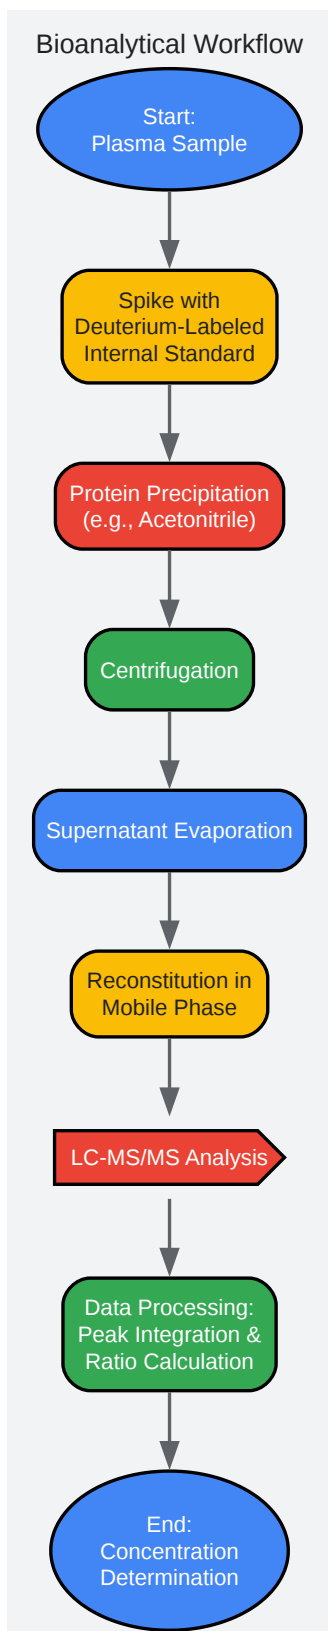 Bioanalytical Workflow
Start:
Plasma Sample
Spike with
Deuterium-Labeled
Internal Standard
Protein Precipitation
(e.g., Acetonitrile)
Centrifugation
Supernatant Evaporation
Reconstitution in
Mobile Phase
LC-MS/MS Analysis
Data Processing:
Peak Integration &
Ratio Calculation
End:
Concentration
Determination